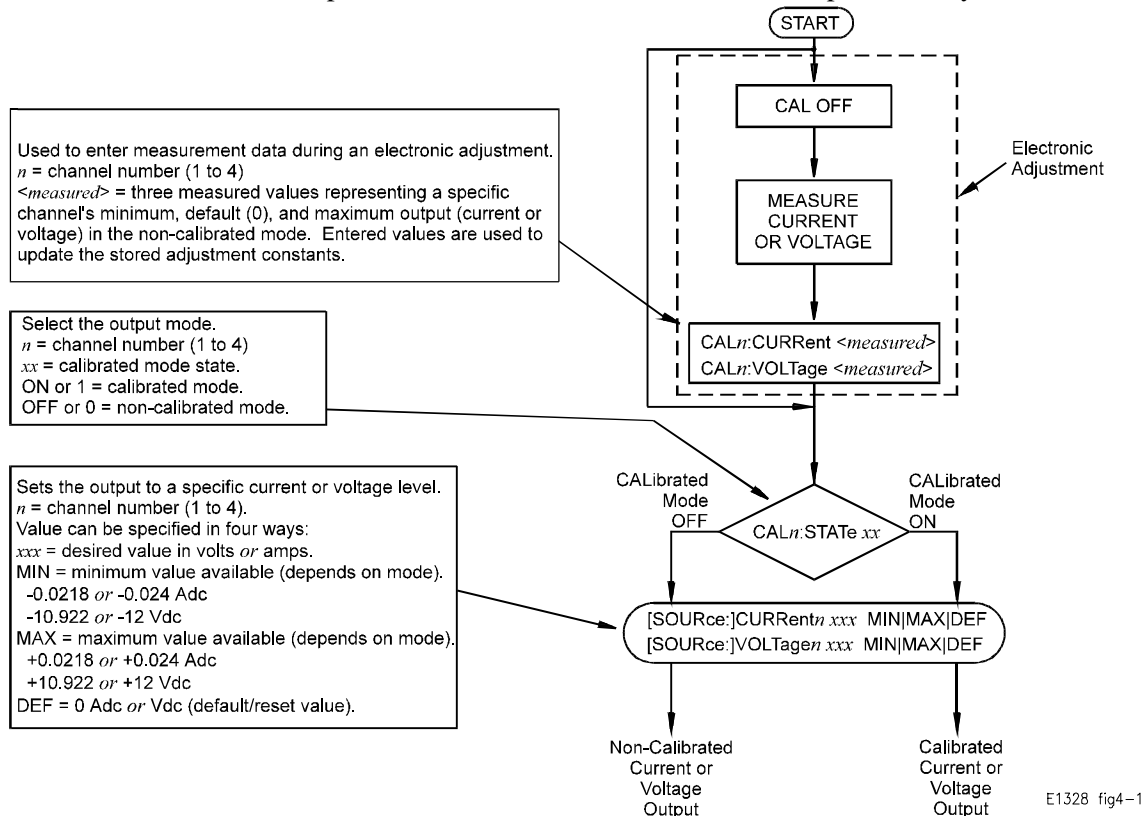 START
CAL OFF
MEASURE
CURRENT
OR VOLTAGE
CALn:CURRent <measured>
CALn:VOLTage <measured>
Electronic
Adjustment
Used to enter measurement data during an electronic adjustment.
n = channel number (1 to 4)
<measured> = three measured values representing a specific
channel's minimum, default (0), and maximum output (current or
voltage) in the non-calibrated mode. Entered values are used to
update the stored adjustment constants.
Select the output mode.
n = channel number (1 to 4)
xx = calibrated mode state.
ON or 1 = calibrated mode.
OFF or 0 = non-calibrated mode.
CALibrated
Mode
OFF
CALn:STATe xx
CALibrated
Mode
ON
Sets the output to a specific current or voltage level.
n = channel number (1 to 4).
Value can be specified in four ways:
xxx = desired value in volts or amps.
MIN = minimum value available (depends on mode).
-0.0218 or -0.024 Adc
-10.922 or -12 Vdc
MAX = maximum value available (depends on mode).
+0.0218 or +0.024 Adc
+10.922 or +12 Vdc
DEF = 0 Adc or Vdc (default/reset value).
[SOURce:]CURRentn xxx MIN|MAX|DEF
[SOURce:]VOLTagen xxx MIN|MAX|DEF
Non-Calibrated
Current or
Voltage
Output
Calibrated
Current or
Voltage
Output
E1328 fig4-1